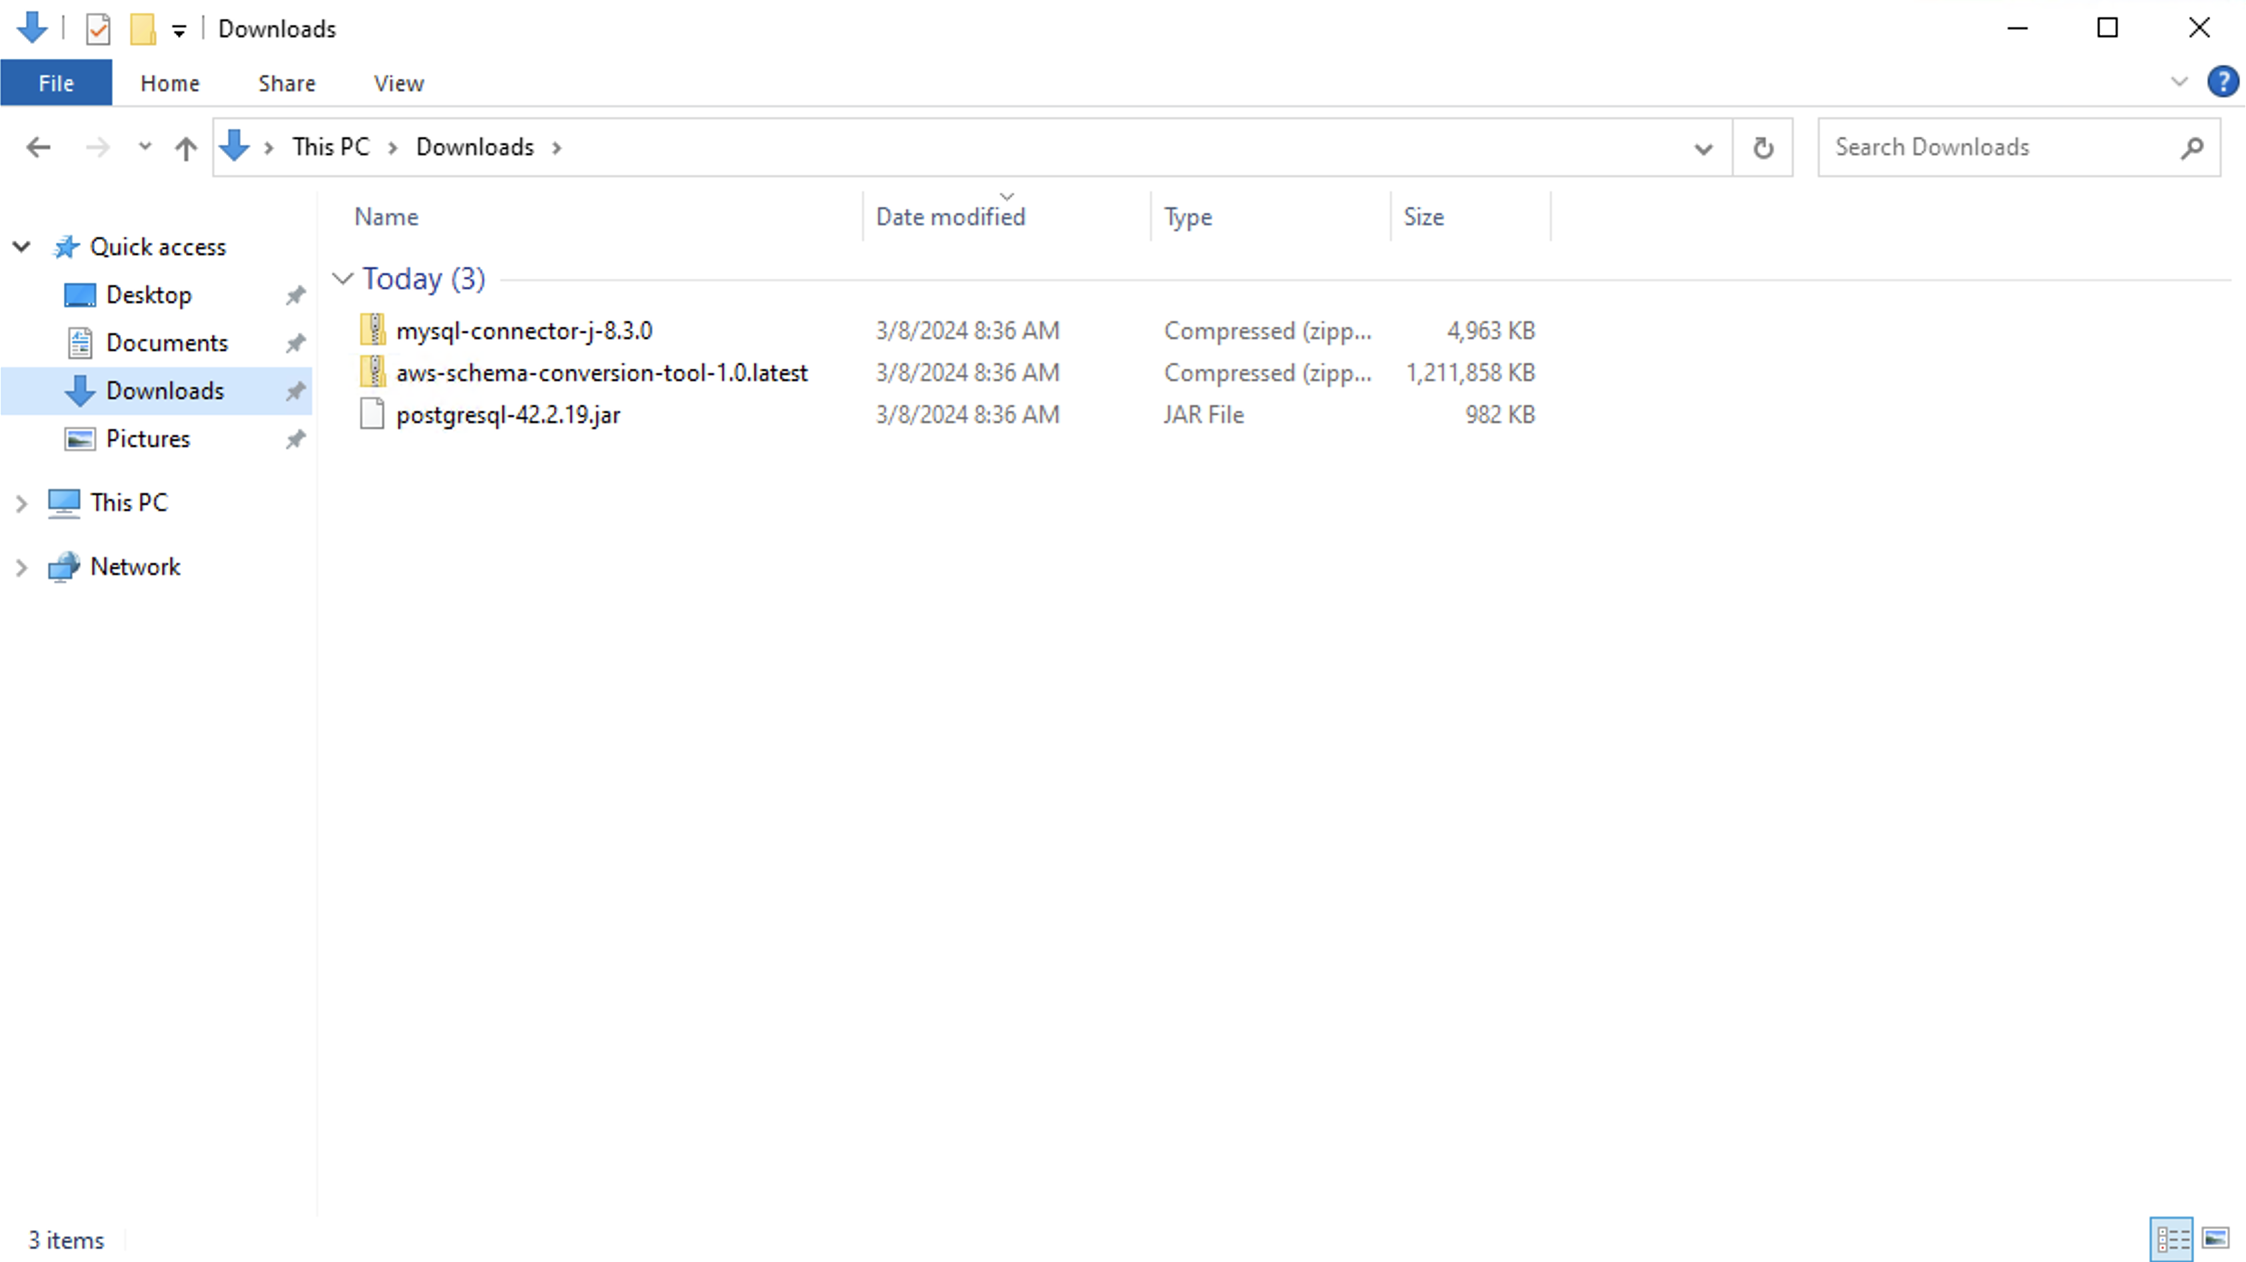 Downloads
File Home Share View ?
This PC Downloads
Search Downloads
Name Date modified Type Size
Quick access
Desktop
Documents
Downloads
Pictures
This PC
Network
Today (3)
mysql-connector-j-8.3.0 3/8/2024 8:36 AM Compressed (zipp... 4,963 KB
aws-schema-conversion-tool-1.0.latest 3/8/2024 8:36 AM Compressed (zipp... 1,211,858 KB
postgresql-42.2.19.jar 3/8/2024 8:36 AM JAR File 982 KB
3 items